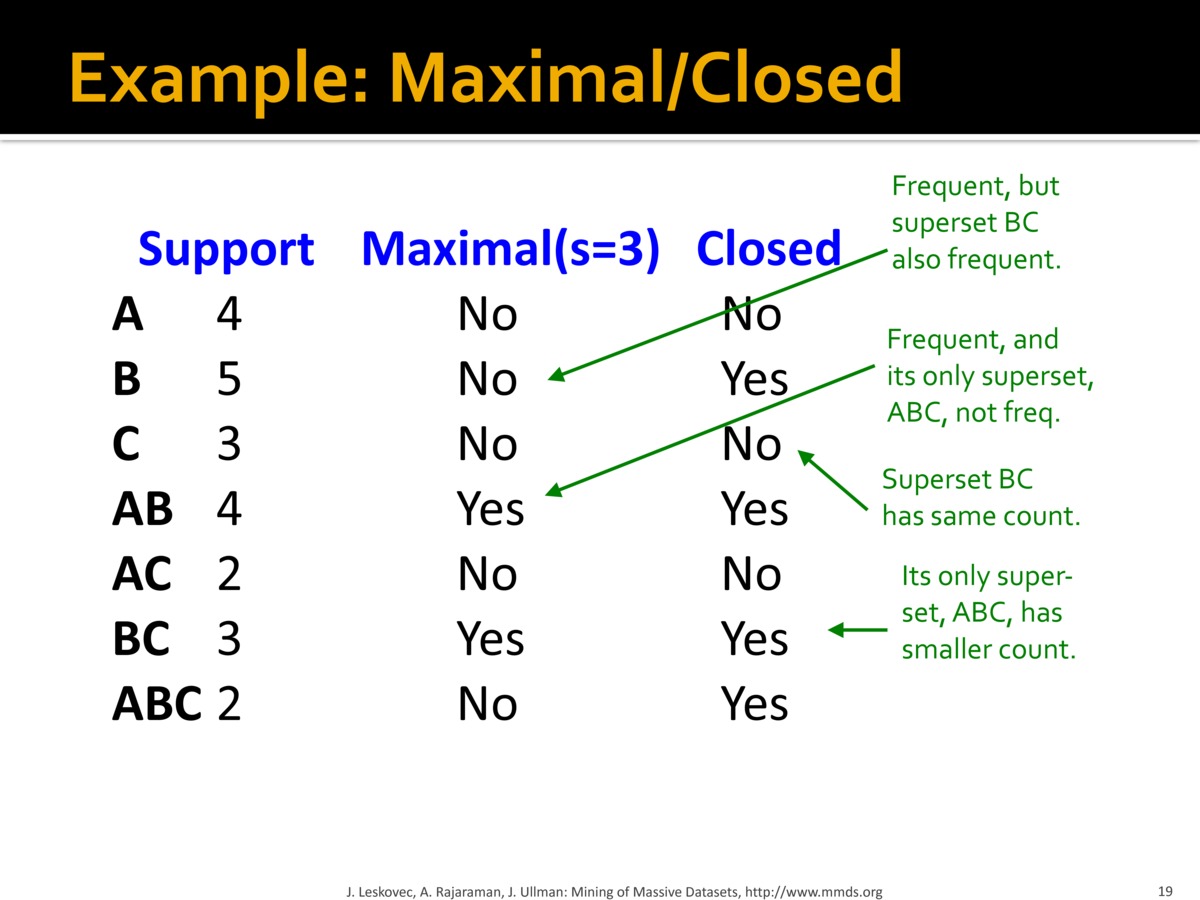 Example: Maximal/Closed
Support Maximal(s=3) Closed
A 4 No No
B 5 No Yes
C 3 No No
AB 4 Yes Yes
AC 2 No No
BC 3 Yes Yes
ABC 2 No Yes
Frequent, but
superset BC
also frequent.
Frequent, and
its only superset,
ABC, not freq.
Superset BC
has same count.
Its only super-
set, ABC, has
smaller count.
J. Leskovec, A. Rajaraman, J. Ullman: Mining of Massive Datasets, http://www.mmds.org
19